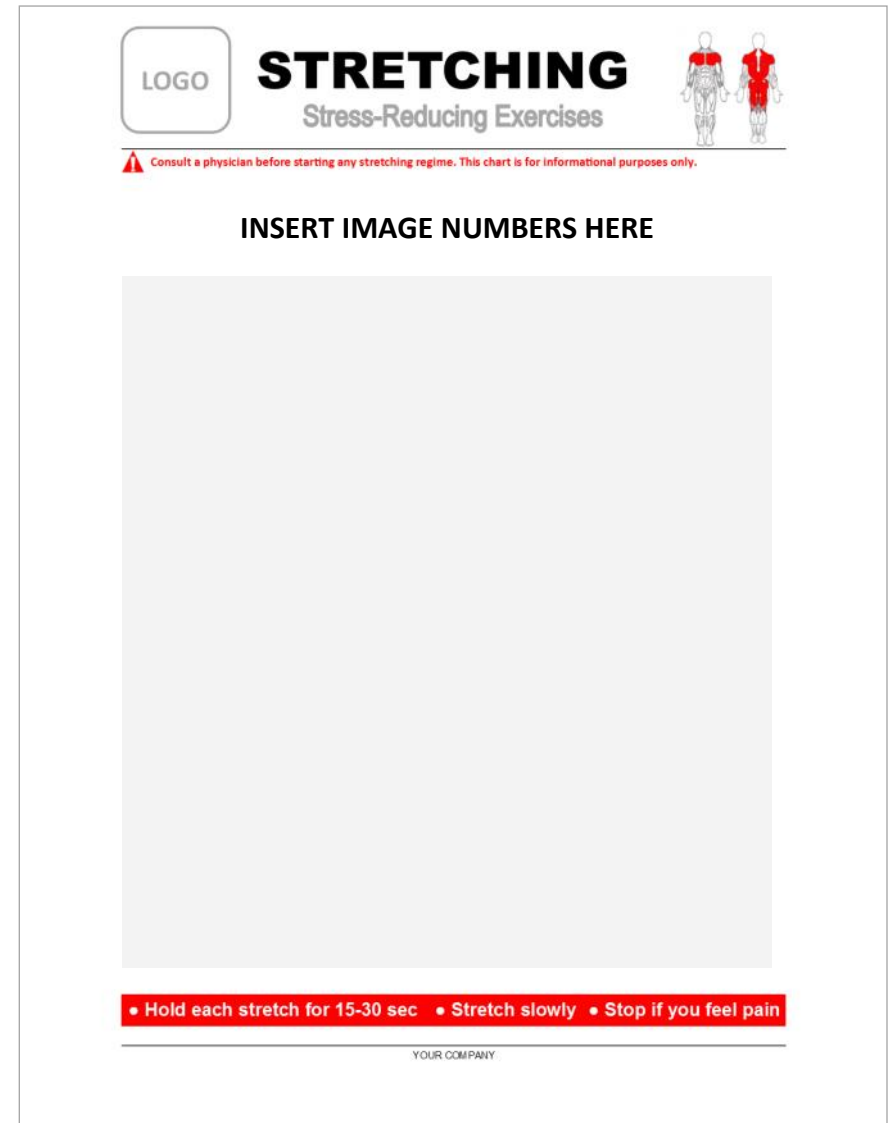 LOGO
STRETCHING
Stress-Reducing Exercises
Consult a physician before starting any stretching regime. This chart is for informational purposes only.
INSERT IMAGE NUMBERS HERE
• Hold each stretch for 15-30 sec • Stretch slowly • Stop if you feel pain
YOUR COMPANY